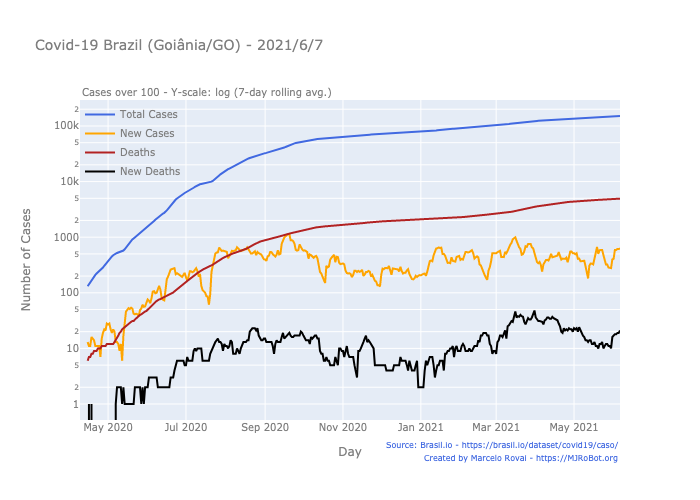 Covid-19 Brazil (Goiânia/GO) - 2021/6/7
Cases over 100 - Y-scale: log (7-day rolling avg.)
Total Cases
New Cases
Deaths
New Deaths
2
100k
5
2
10k
5
2
1000
5
2
100
5
2
10
5
2
1
Number of Cases
May 2020
Jul 2020
Sep 2020
Nov 2020
Jan 2021
Mar 2021
May 2021
Day
Source: Brasil.io - https://brasil.io/dataset/covid19/caso/
Created by Marcelo Rovai - https://MJRoBot.org